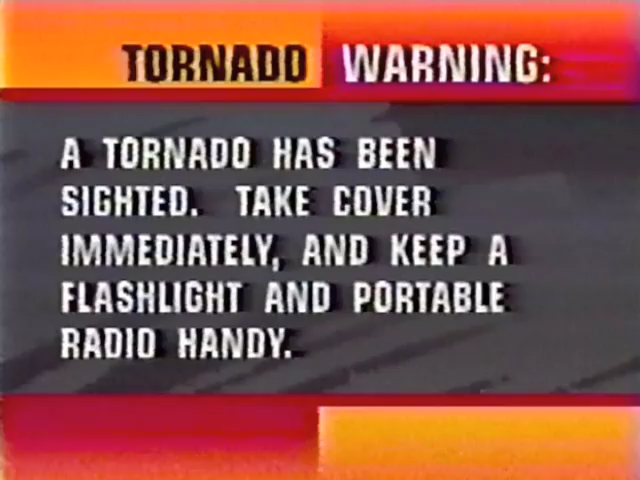 TORNADO WARNING:
A TORNADO HAS BEEN
SIGHTED. TAKE COVER
IMMEDIATELY, AND KEEP A
FLASHLIGHT AND PORTABLE
RADIO HANDY.